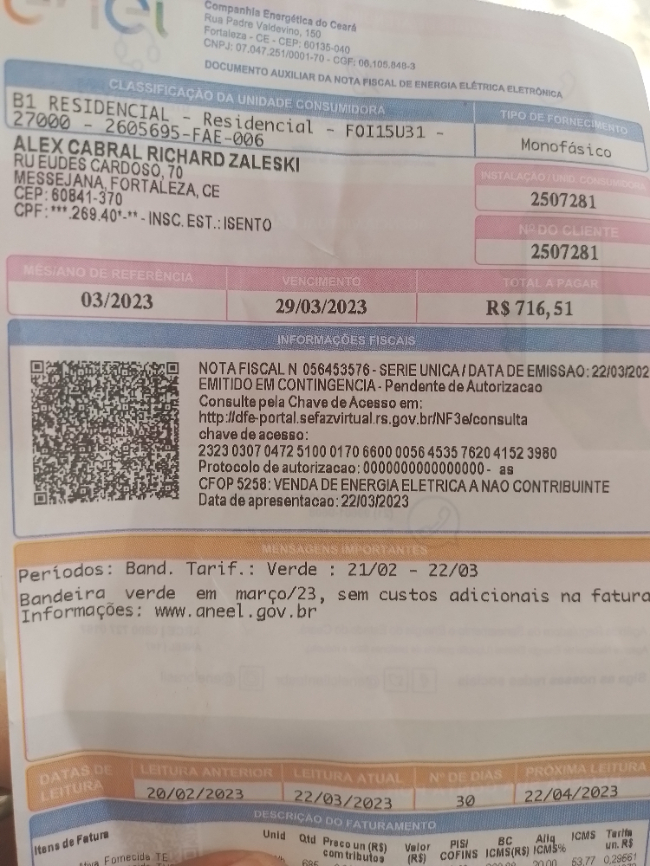 enel
Companhia Energética do Ceará
Rua Padre Valdevino, 150
Fortaleza - CE - CEP: 60135-040
CNPJ: 07.047.251/0001-70 - CGF: 06.105.848-3
DOCUMENTO AUXILIAR DA NOTA FISCAL DE ENERGIA ELÉTRICA ELETRÔNICA
CLASSIFICAÇÃO DA UNIDADE CONSUMIDORA
B1 RESIDENCIAL - Residencial - FOI15U31 -
27000 - 2605695-FAE-006
TIPO DE FORNECIMENTO
Monofásico
ALEX CABRAL RICHARD ZALESKI
RU EUDES CARDOSO, 70
MESSEJANA, FORTALEZA, CE
CEP: 60841-370
CPF: ***.269.40*-** - INSC. EST.: ISENTO
INSTALAÇÃO / UNID. CONSUMIDORA
2507281
Nº DO CLIENTE
2507281
MÊS/ANO DE REFERÊNCIA
03/2023
VENCIMENTO
29/03/2023
TOTAL A PAGAR
R$ 716,51
INFORMAÇÕES FISCAIS
NOTA FISCAL N 056453576 - SERIE UNICA / DATA DE EMISSAO: 22/03/202
EMITIDO EM CONTINGENCIA - Pendente de Autorizacao
Consulte pela Chave de Acesso em:
http://dfe-portal.sefazvirtual.rs.gov.br/NF3e/consulta
chave de acesso:
2323 0307 0472 5100 0170 6600 0056 4535 7620 4152 3980
Protocolo de autorizacao: 0000000000000000 - as
CFOP 5258: VENDA DE ENERGIA ELETRICA A NAO CONTRIBUINTE
Data de apresentacao: 22/03/2023
MENSAGENS IMPORTANTES
Períodos: Band. Tarif.: Verde : 21/02 - 22/03
Bandeira verde em março/23, sem custos adicionais na fatura
Informações: www.aneel.gov.br
DATAS DE LEITURA
LEITURA ANTERIOR
20/02/2023
LEITURA ATUAL
22/03/2023
Nº DE DIAS
30
PRÓXIMA LEITURA
22/04/2023
DESCRIÇÃO DO FATURAMENTO
Itens de Fatura Unid Qtd Preco un (R$) com tributos Valor (R$) PIS/ COFINS BC ICMS(R$) Aliq ICMS% ICMS Tarifa un. R$
Fornecida TE 53,77